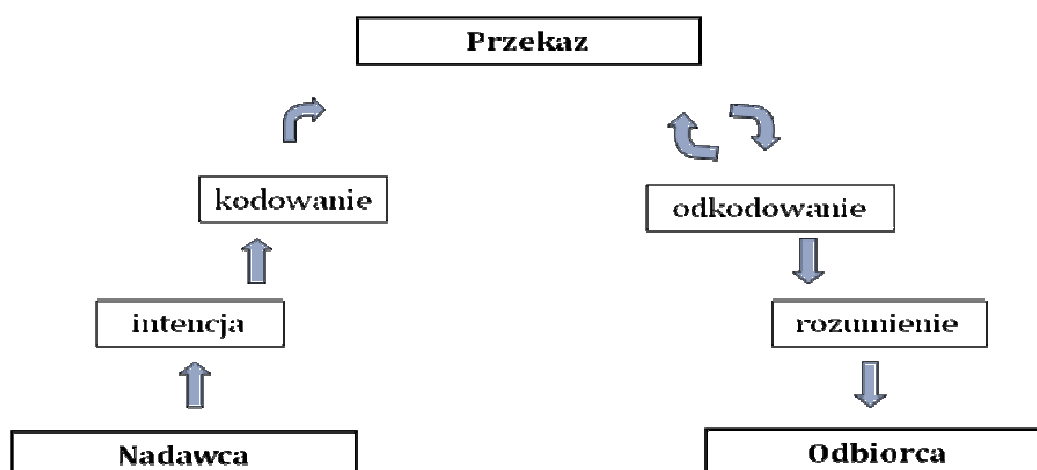 Przekaz
kodowanie
odkodowanie
intencja
rozumienie
Nadawca
Odbiorca